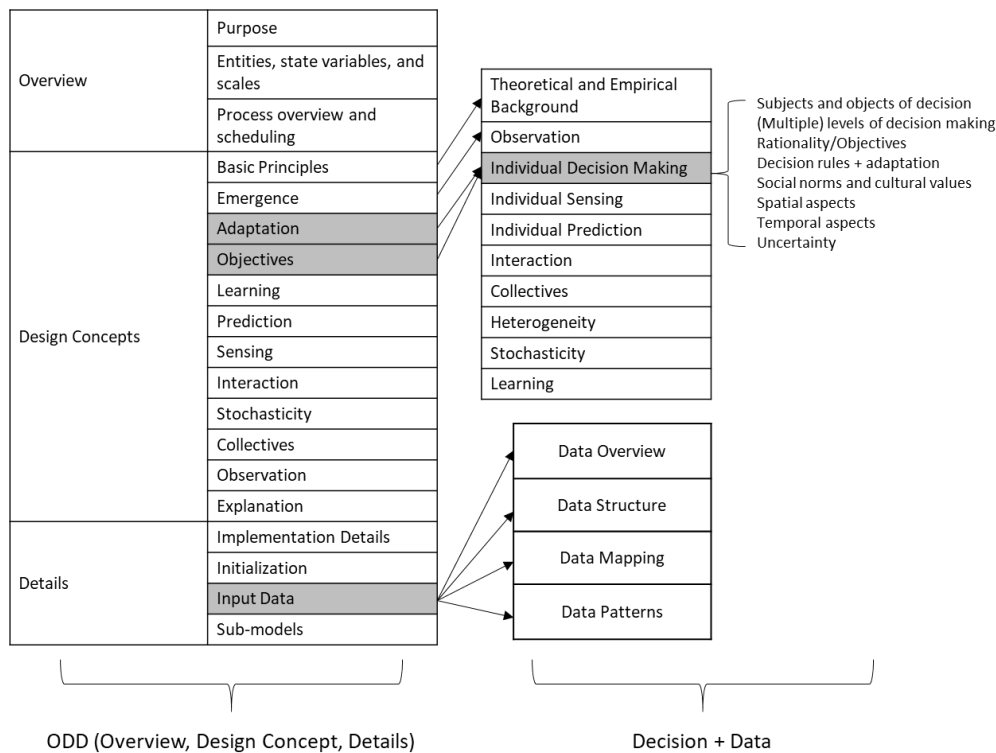 Overview
Purpose
Entities, state variables, and
scales
Process overview and
scheduling
Design Concepts
Basic Principles
Emergence
Adaptation
Objectives
Learning
Prediction
Sensing
Interaction
Stochasticity
Collectives
Observation
Explanation
Details
Implementation Details
Initialization
Input Data
Sub-models
Theoretical and Empirical
Background
Observation
Individual Decision Making
Individual Sensing
Individual Prediction
Interaction
Collectives
Heterogeneity
Stochasticity
Learning
Subjects and objects of decision
(Multiple) levels of decision making
Rationality/Objectives
Decision rules + adaptation
Social norms and cultural values
Spatial aspects
Temporal aspects
Uncertainty
Data Overview
Data Structure
Data Mapping
Data Patterns
ODD (Overview, Design Concept, Details)
Decision + Data